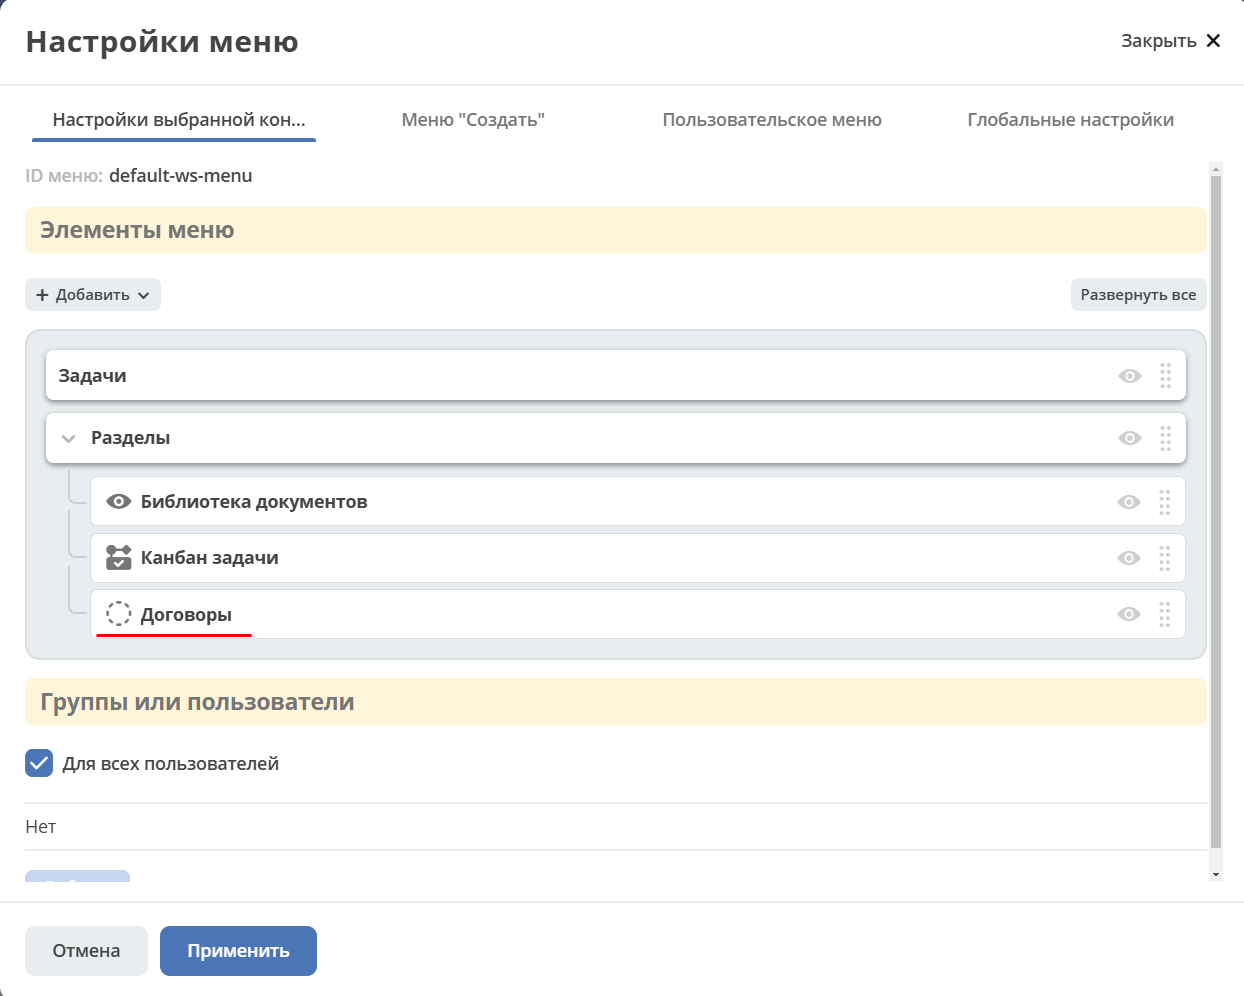 Настройки меню
Закрыть
Настройки выбранной кон...
Меню "Создать"
Пользовательское меню
Глобальные настройки
ID меню: default-ws-menu
Элементы меню
+ Добавить
Развернуть все
Задачи
Разделы
Библиотека документов
Канбан задачи
Договоры
Группы или пользователи
Для всех пользователей
Нет
Отмена
Применить